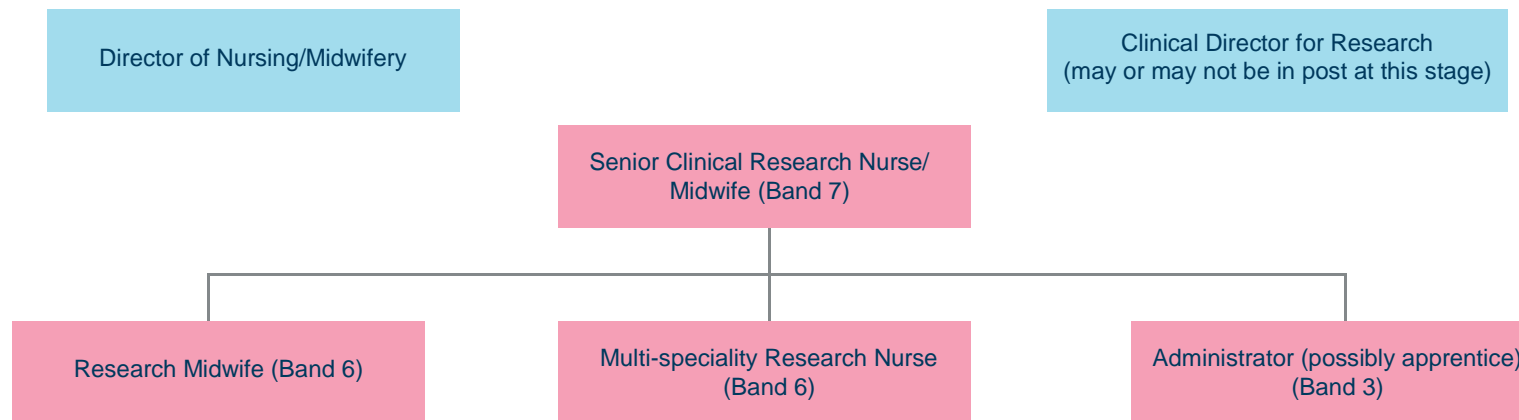 Director of Nursing/Midwifery
Clinical Director for Research
(may or may not be in post at this stage)
Senior Clinical Research Nurse/
Midwife (Band 7)
Research Midwife (Band 6)
Multi-speciality Research Nurse
(Band 6)
Administrator (possibly apprentice)
(Band 3)